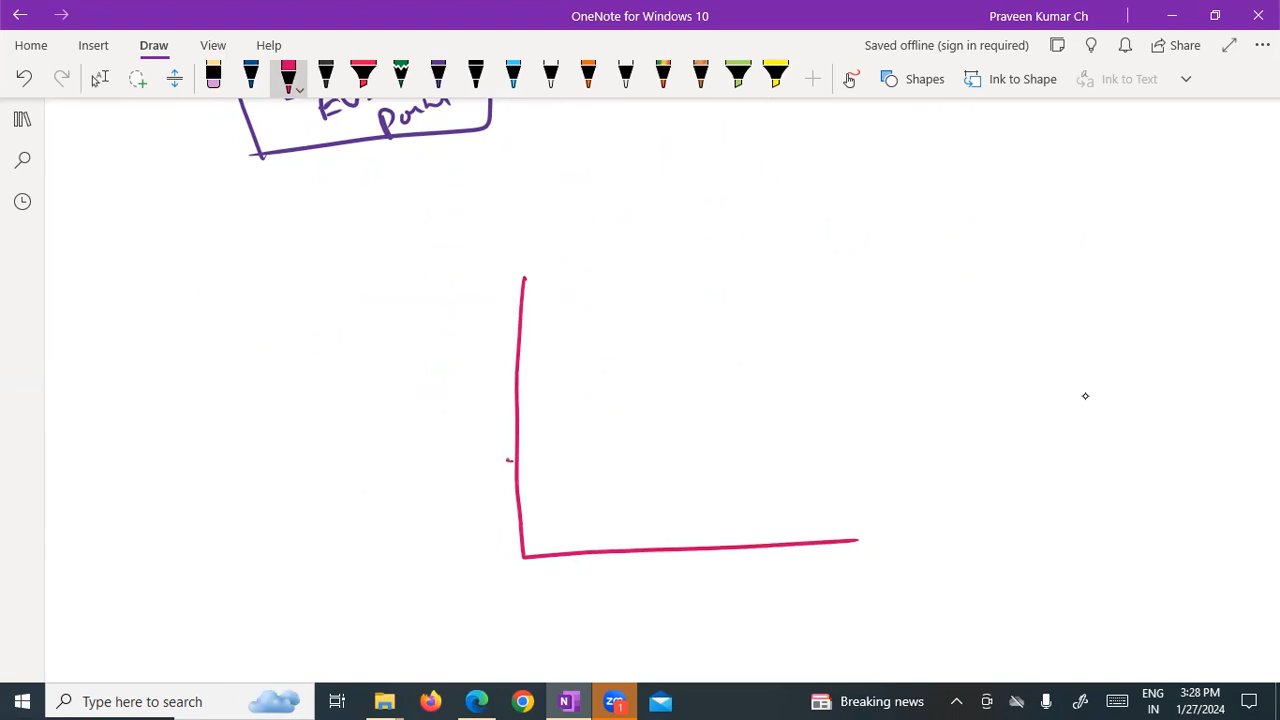 OneNote for Windows 10
Praveen Kumar Ch
Home Insert Draw View Help
Saved offline (sign in required)
Share
Shapes
Ink to Shape
Ink to Text
Type here to search
1
Breaking news
ENG
IN
3:28 PM
1/27/2024